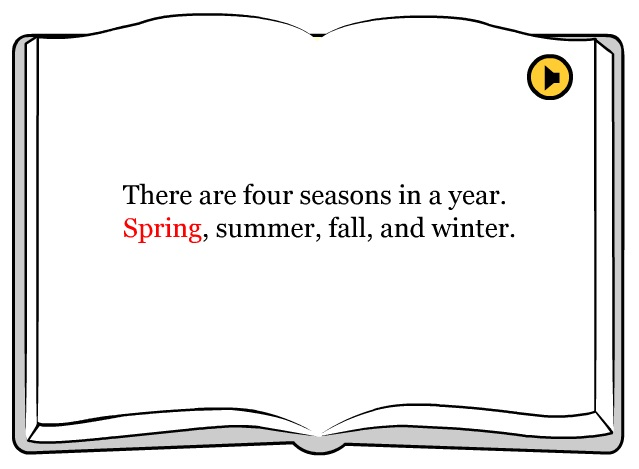 There are four seasons in a year.
Spring, summer, fall, and winter.